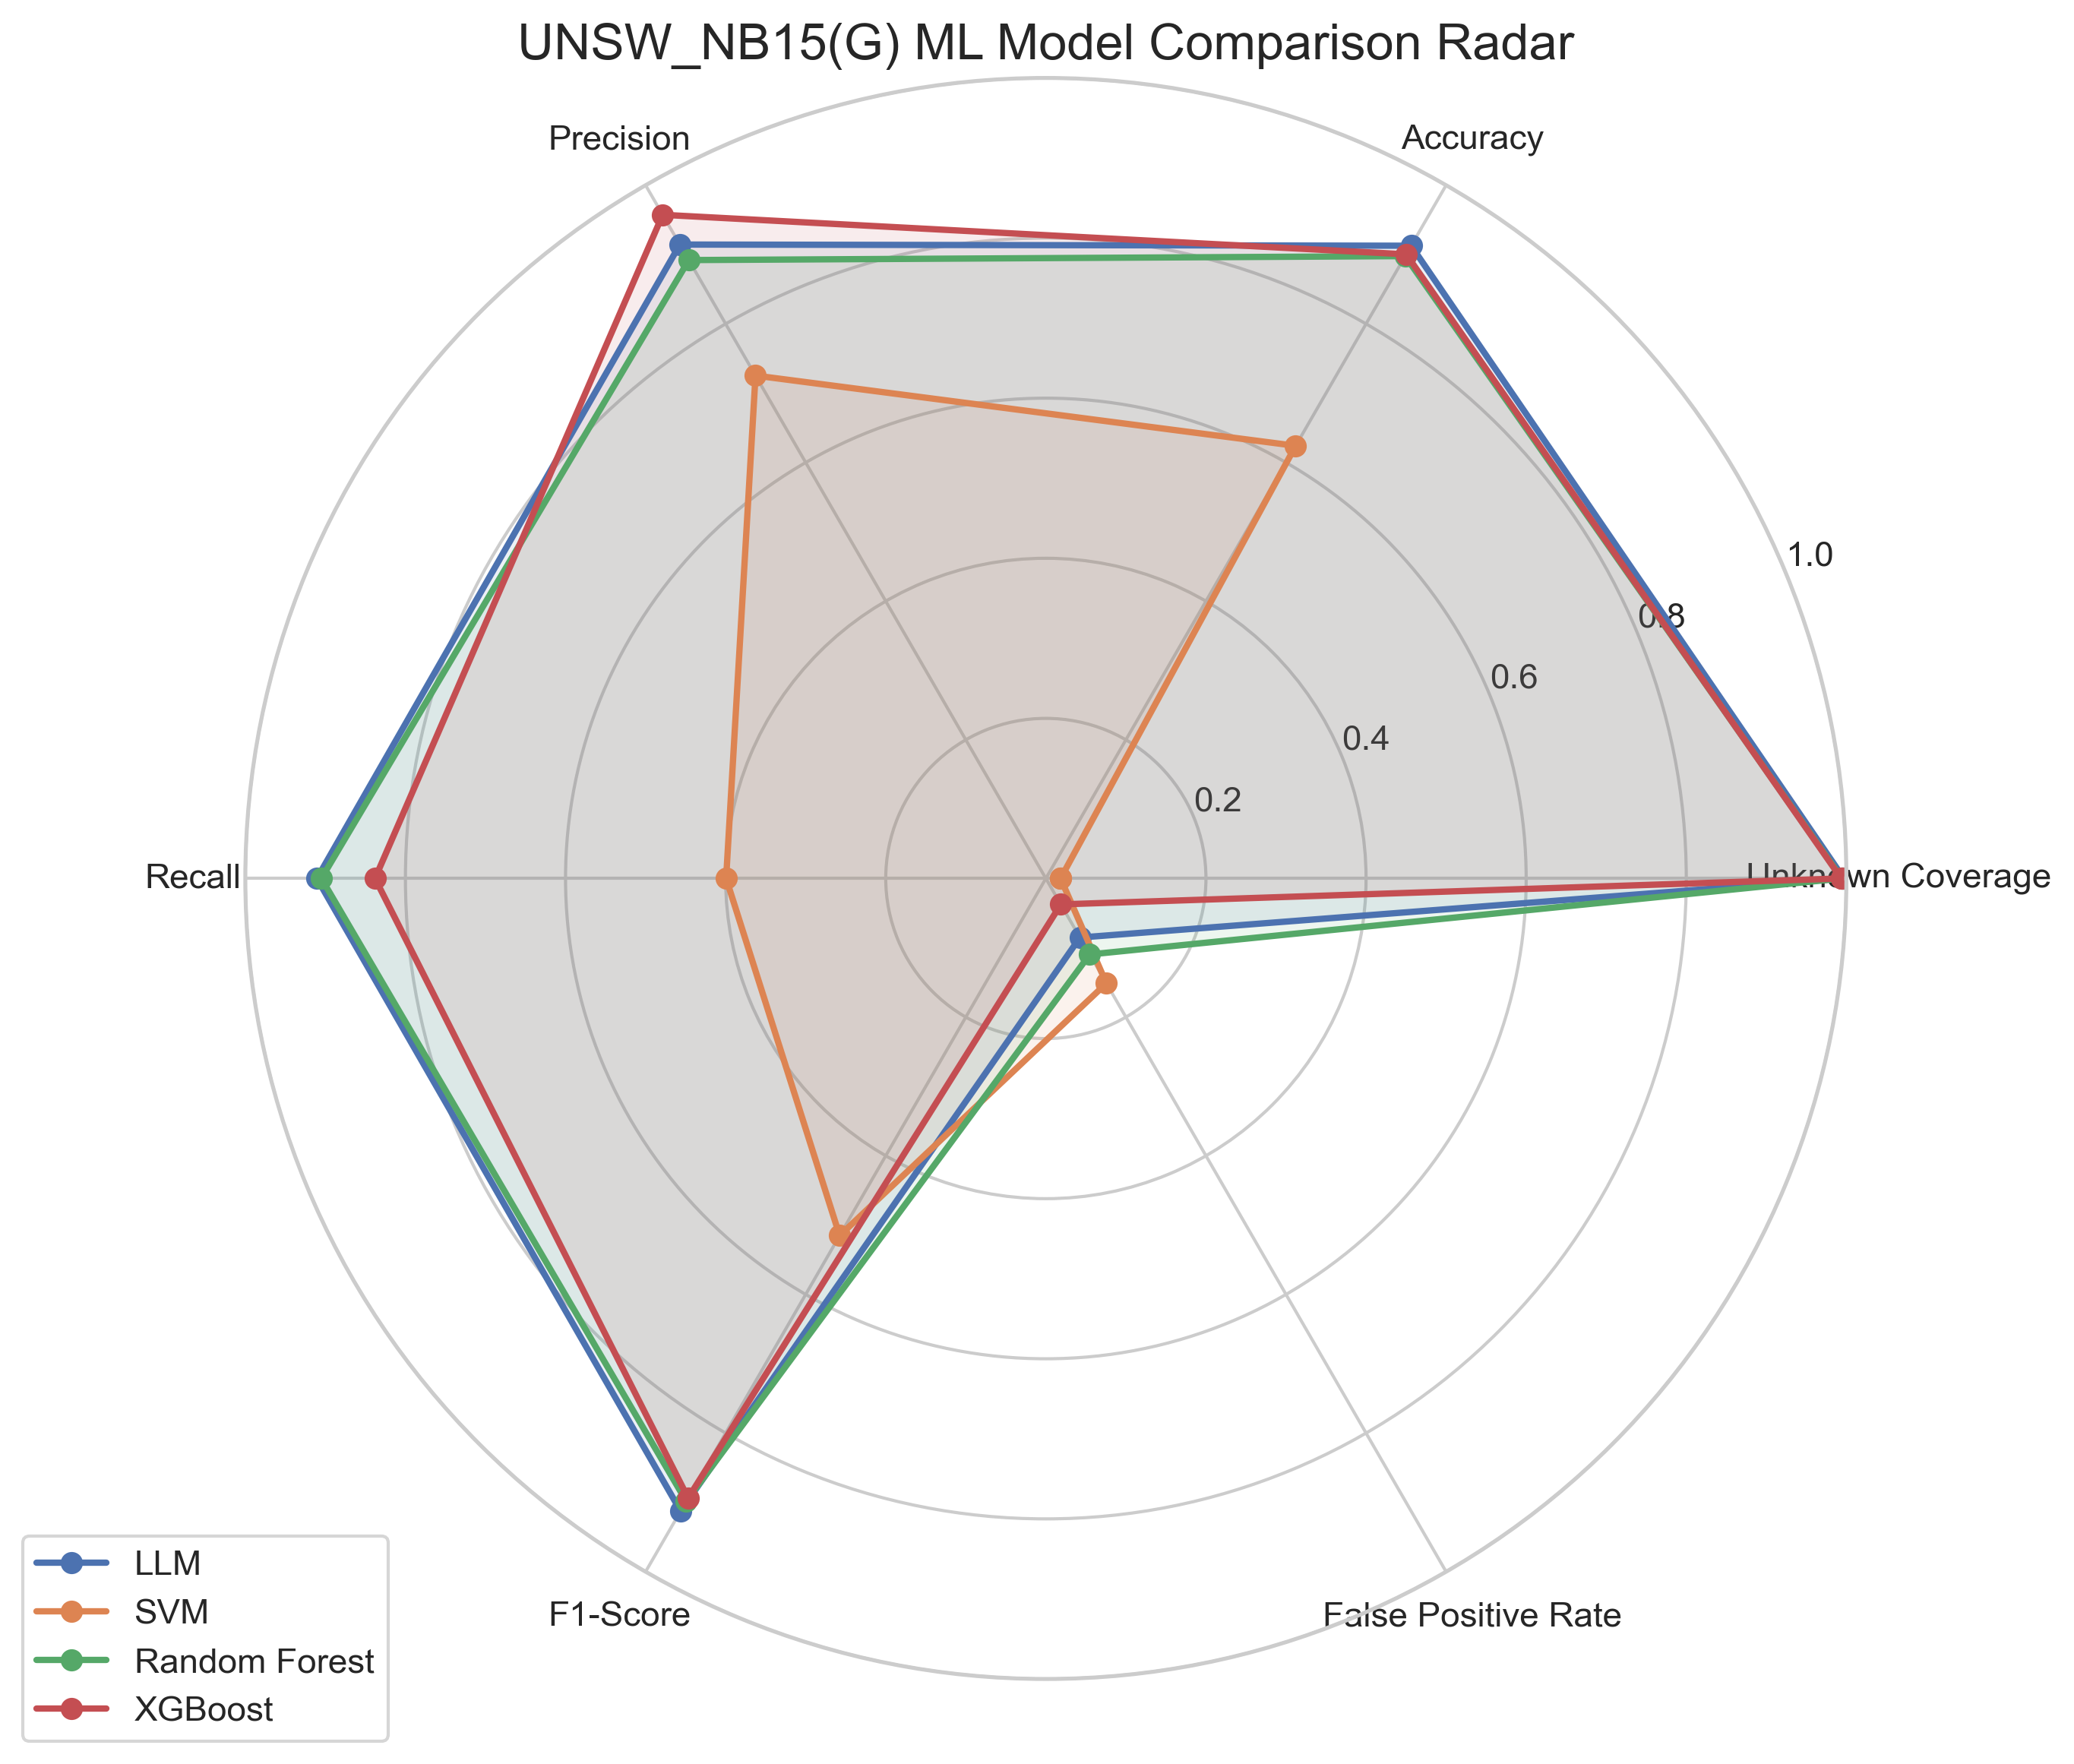 UNSW_NB15(G) ML Model Comparison Radar
Precision
Accuracy
1.0
0.8
0.6
0.4
0.2
Recall
Unknown Coverage
F1-Score
False Positive Rate
LLM
SVM
Random Forest
XGBoost